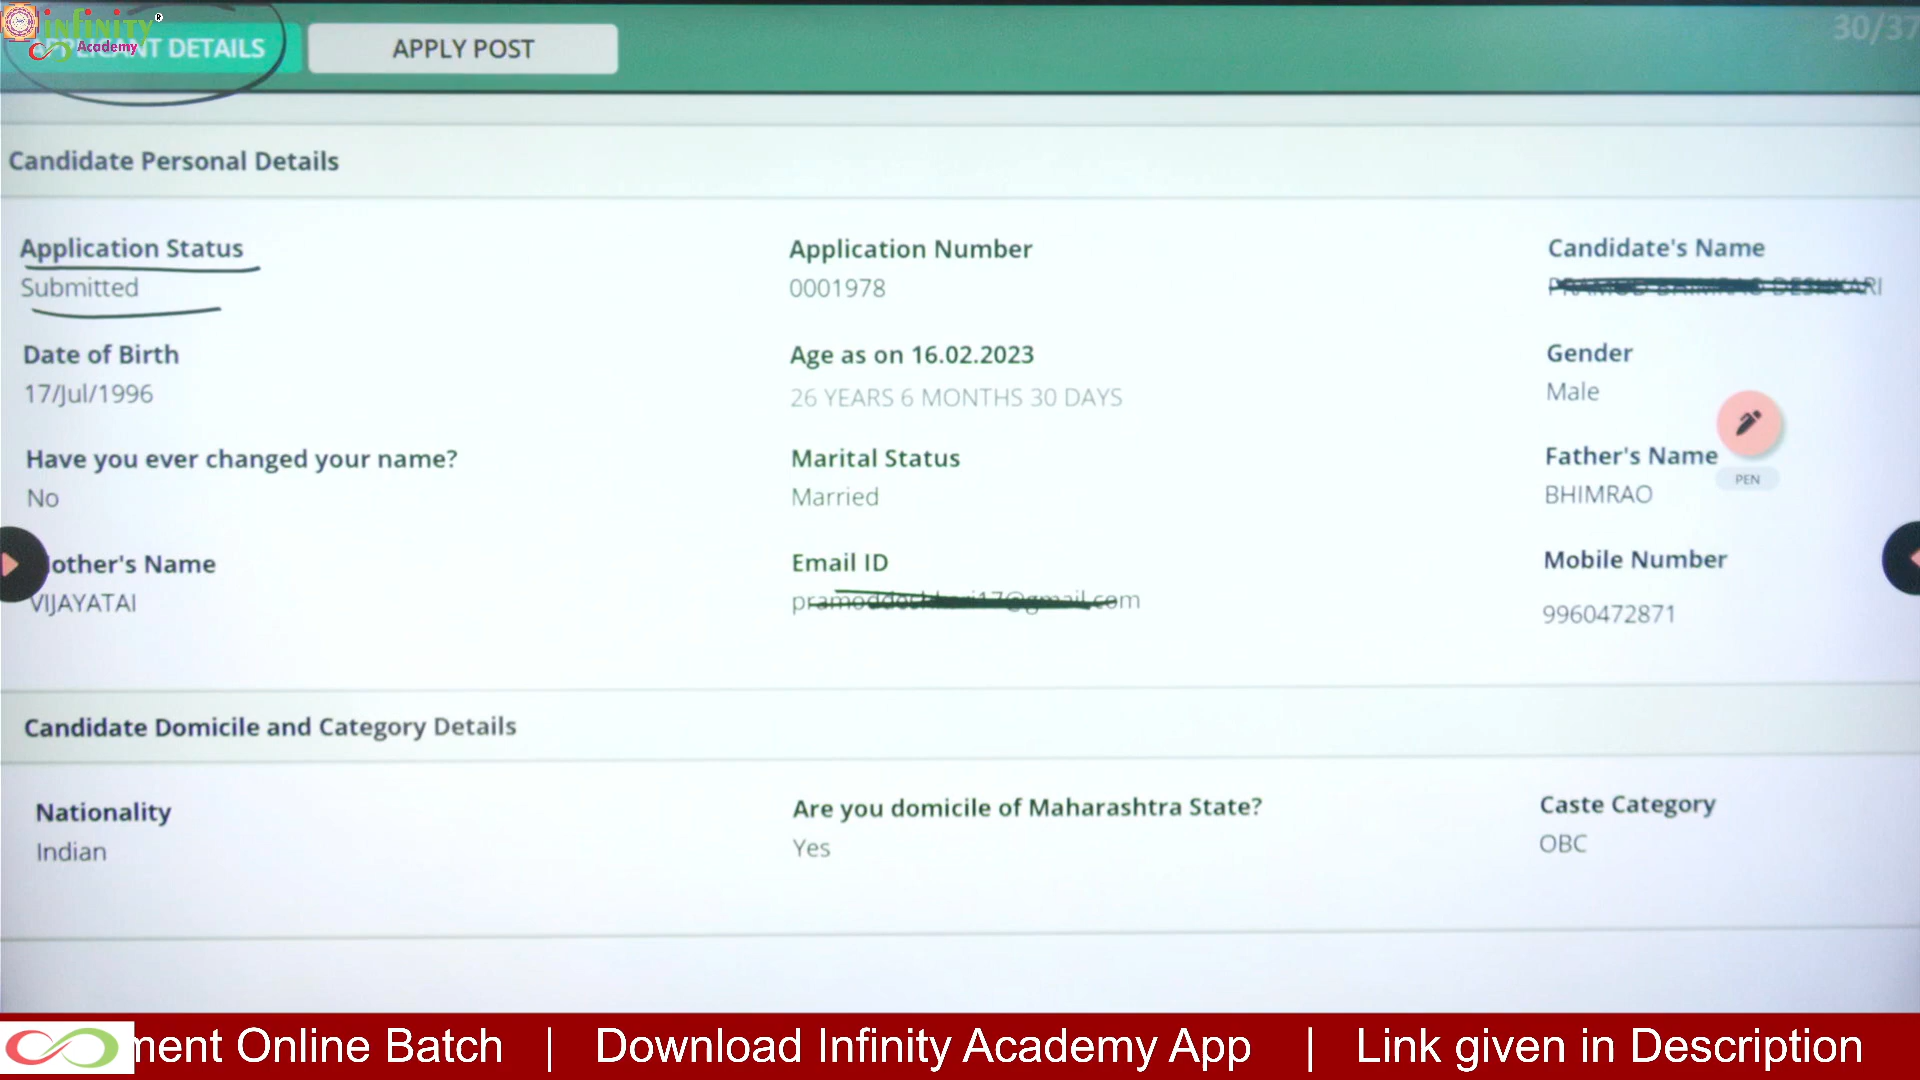 infinity
Academy
APPLICANT DETAILS
APPLY POST
30/37
Candidate Personal Details
Application Status
Application Number
Candidate's Name
Submitted
0001978
Date of Birth
Age as on 16.02.2023
Gender
17/Jul/1996
26 YEARS 6 MONTHS 30 DAYS
Male
Have you ever changed your name?
Marital Status
Father's Name
No
Married
BHIMRAO
PEN
other's Name
Email ID
Mobile Number
VIJAYATAI
9960472871
Candidate Domicile and Category Details
Nationality
Are you domicile of Maharashtra State?
Caste Category
Indian
Yes
OBC
ment Online Batch | Download Infinity Academy App | Link given in Description